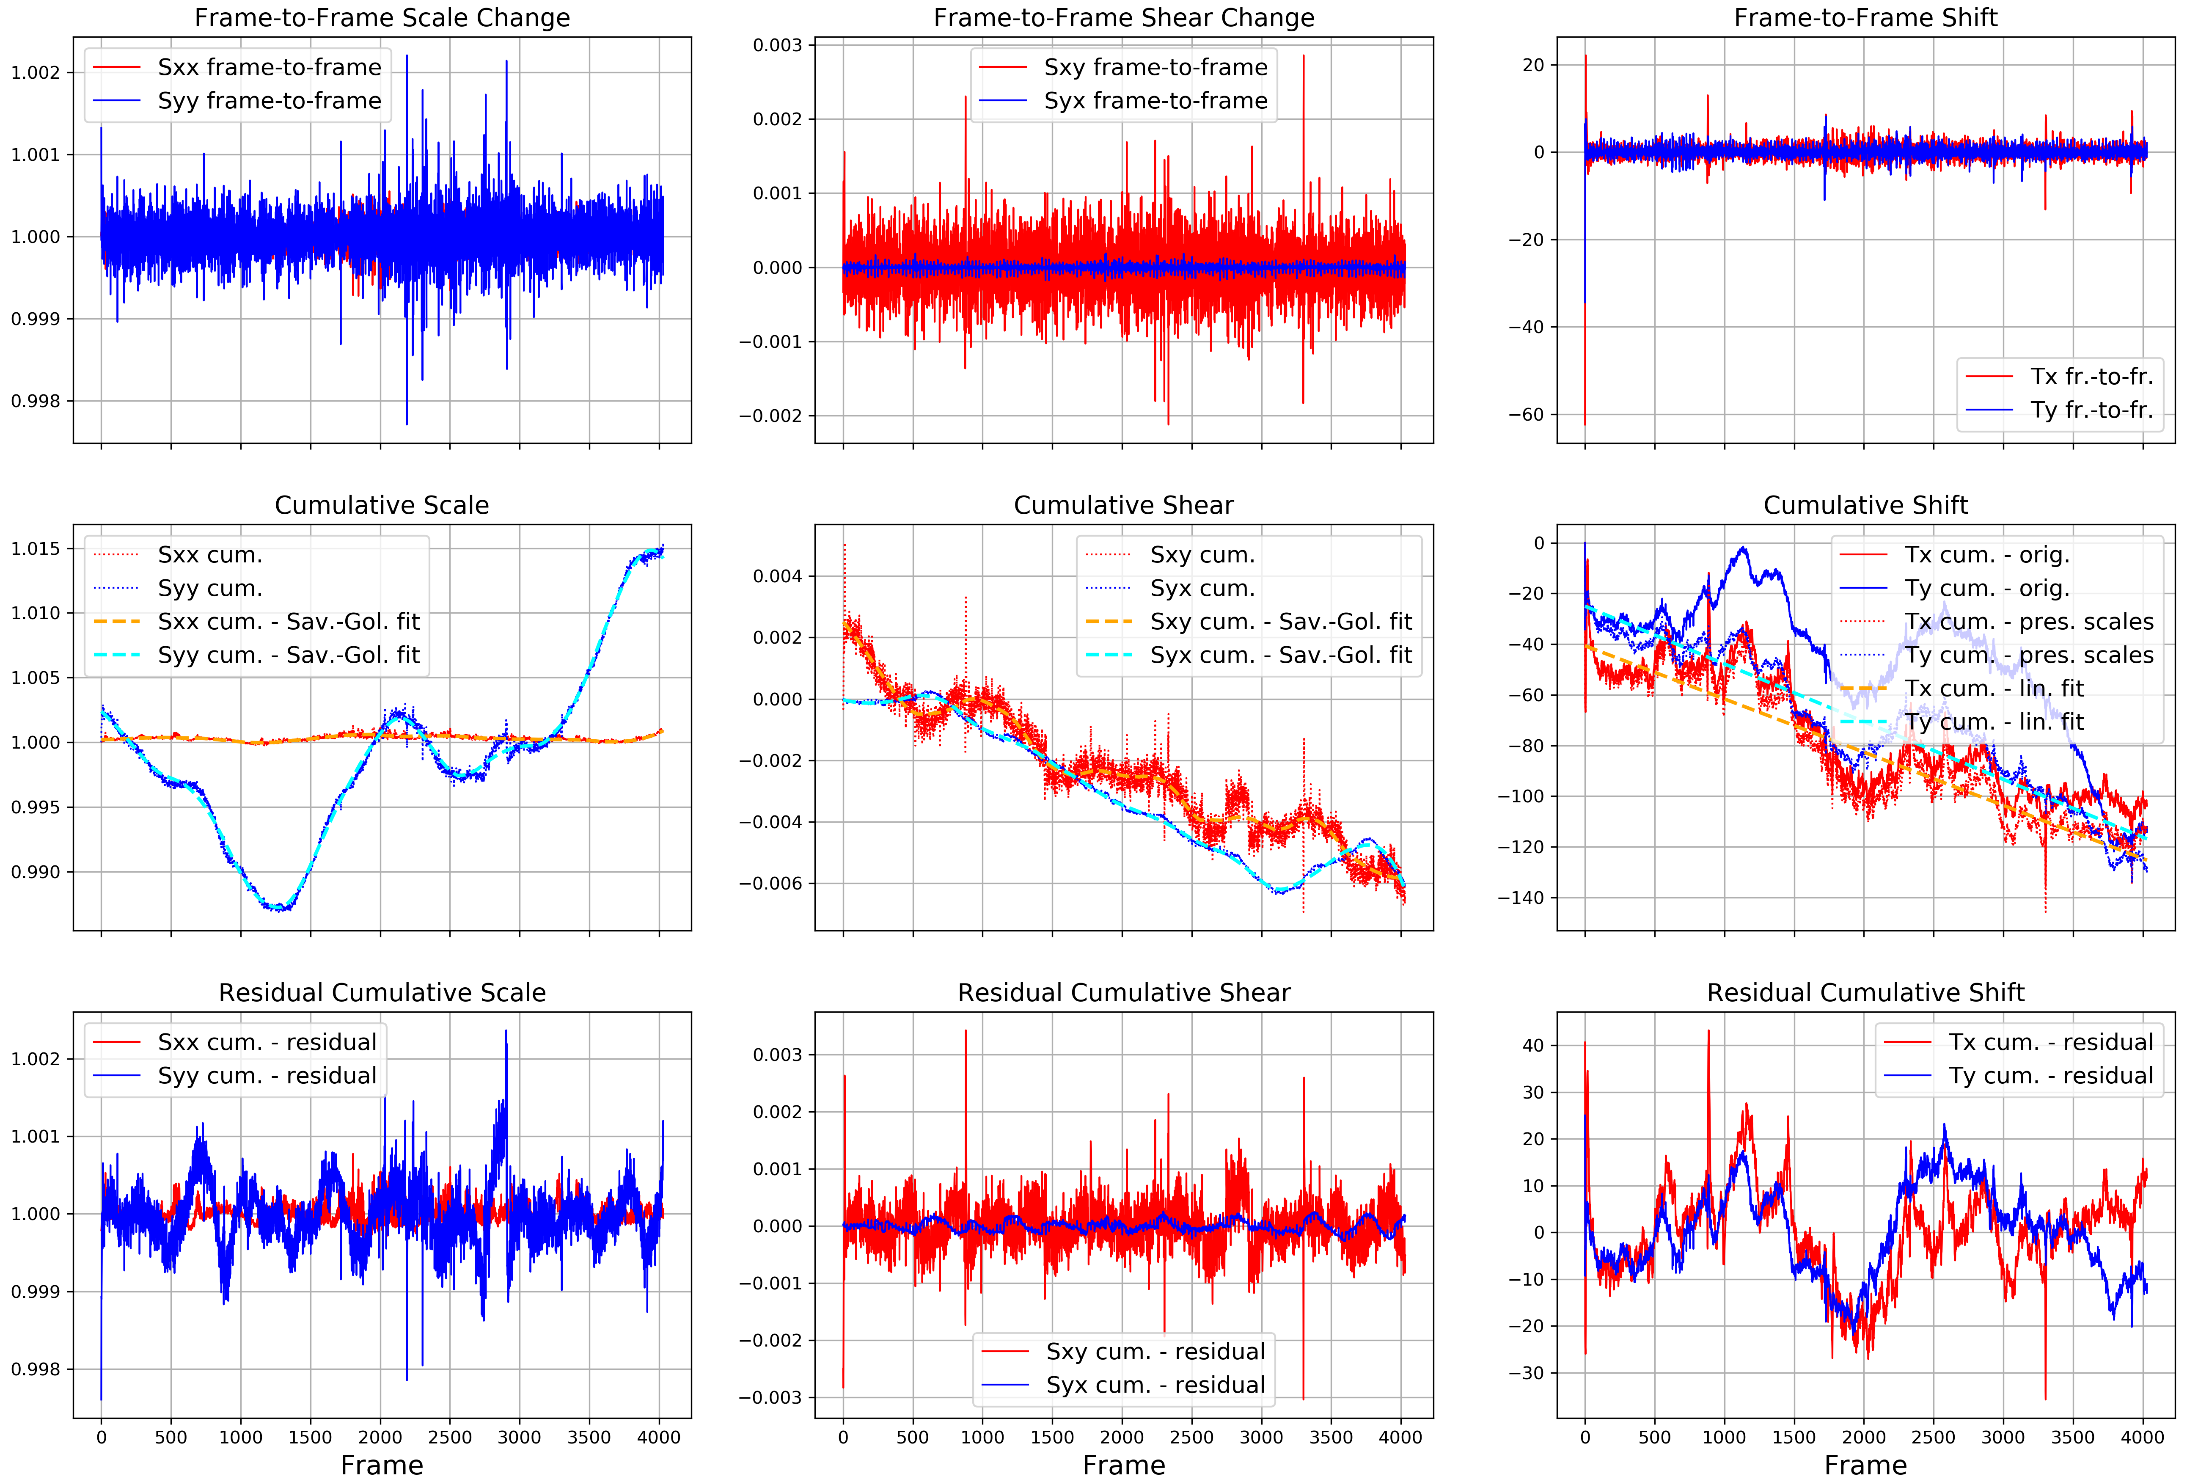 Frame-to-Frame Scale Change
1.002
1.001
1.000
0.999
0.998
Sxx frame-to-frame
Syy frame-to-frame
Frame-to-Frame Shear Change
0.003
0.002
0.001
0.000
−0.001
−0.002
Sxy frame-to-frame
Syx frame-to-frame
Frame-to-Frame Shift
20
0
−20
−40
−60
Tx fr.-to-fr.
Ty fr.-to-fr.
Cumulative Scale
1.015
1.010
1.005
1.000
0.995
0.990
Sxx cum.
Syy cum.
Sxx cum. - Sav.-Gol. fit
Syy cum. - Sav.-Gol. fit
Cumulative Shear
0.004
0.002
0.000
−0.002
−0.004
−0.006
Sxy cum.
Syx cum.
Sxy cum. - Sav.-Gol. fit
Syx cum. - Sav.-Gol. fit
Cumulative Shift
0
−20
−40
−60
−80
−100
−120
−140
Tx cum. - orig.
Ty cum. - orig.
Tx cum. - pres. scales
Ty cum. - pres. scales
Tx cum. - lin. fit
Ty cum. - lin. fit
Residual Cumulative Scale
1.002
1.001
1.000
0.999
0.998
Sxx cum. - residual
Syy cum. - residual
0 500 1000 1500 2000 2500 3000 3500 4000
Frame
Residual Cumulative Shear
0.003
0.002
0.001
0.000
−0.001
−0.002
−0.003
Sxy cum. - residual
Syx cum. - residual
0 500 1000 1500 2000 2500 3000 3500 4000
Frame
Residual Cumulative Shift
40
30
20
10
0
−10
−20
−30
Tx cum. - residual
Ty cum. - residual
0 500 1000 1500 2000 2500 3000 3500 4000
Frame